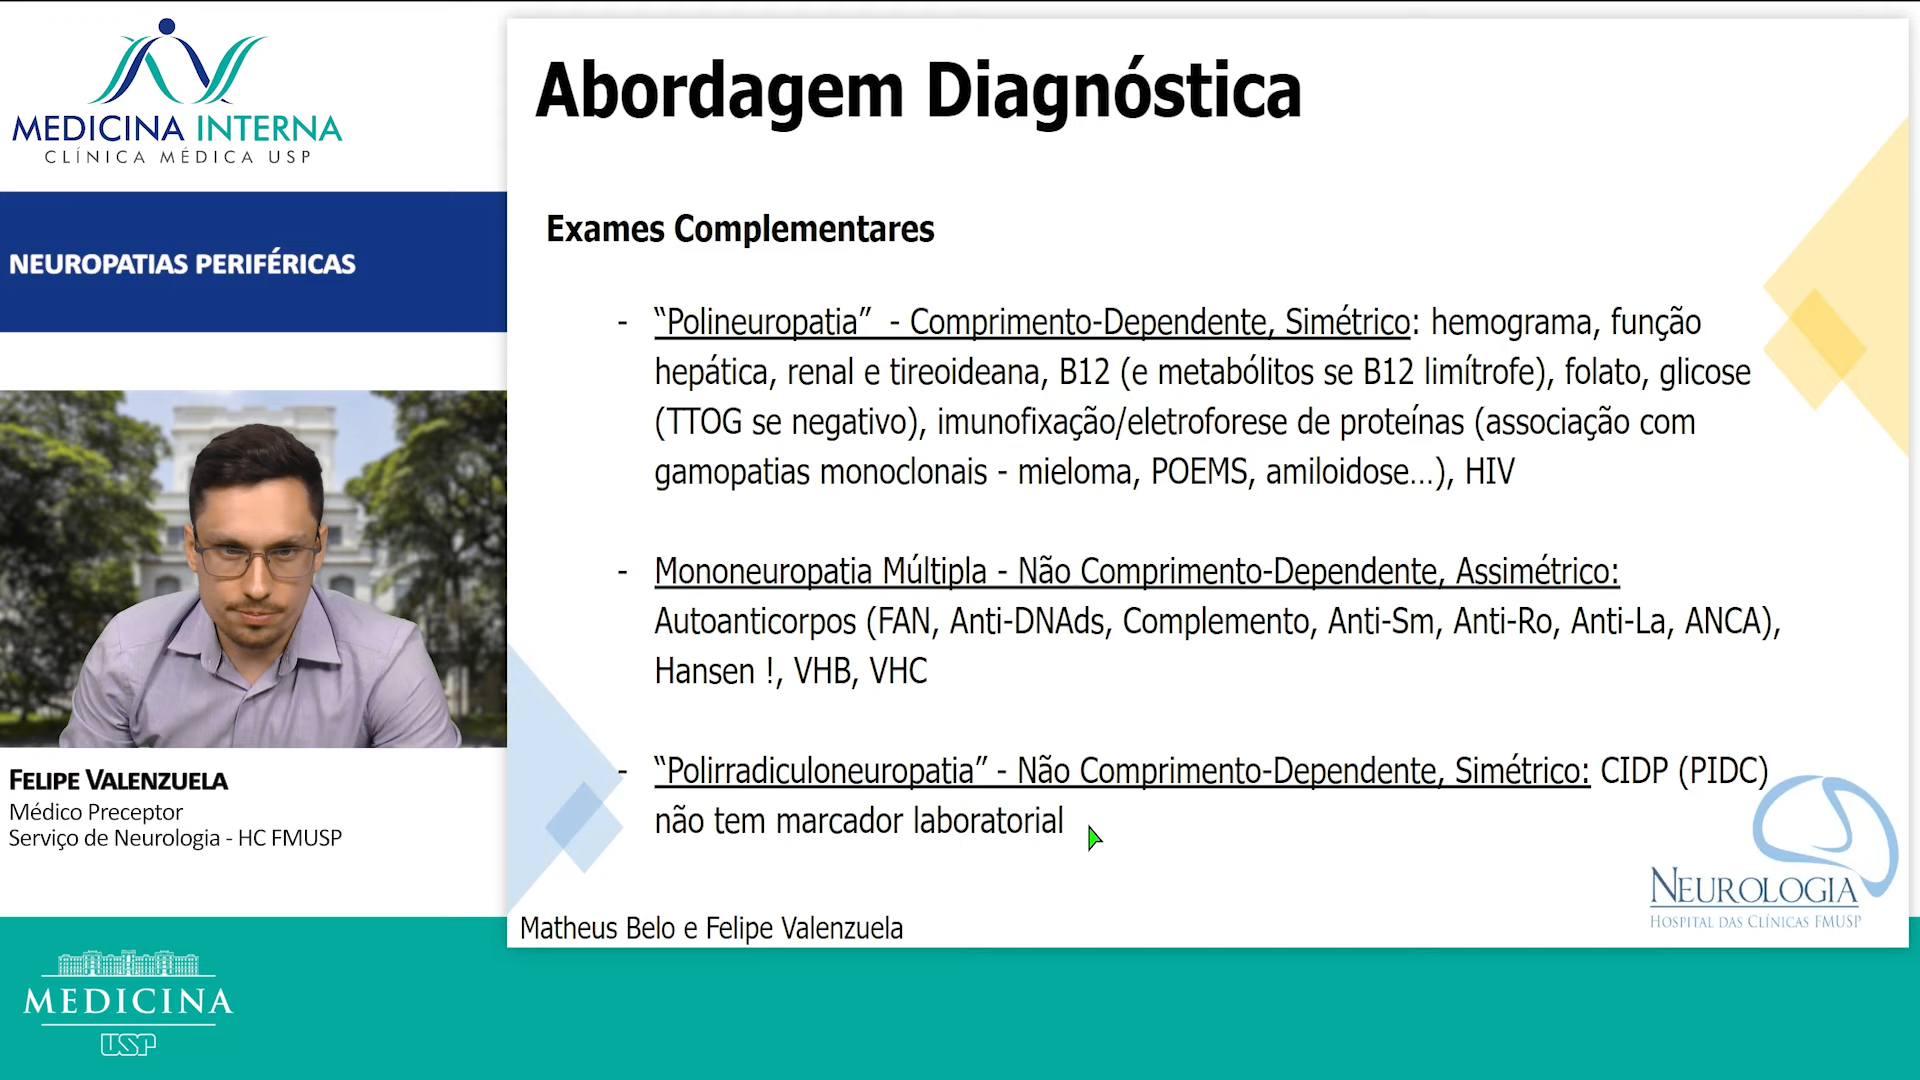 MEDICINA INTERNA
CLÍNICA MÉDICA USP
NEUROPATIAS PERIFÉRICAS
FELIPE VALENZUELA
Médico Preceptor
Serviço de Neurologia - HC FMUSP
MEDICINA
USP
Abordagem Diagnóstica
Exames Complementares
- “Polineuropatia” - Comprimento-Dependente, Simétrico: hemograma, função
hepática, renal e tireoideana, B12 (e metabólitos se B12 limítrofe), folato, glicose
(TTOG se negativo), imunofixação/eletroforese de proteínas (associação com
gamopatias monoclonais - mieloma, POEMS, amiloidose...), HIV
- Mononeuropatia Múltipla - Não Comprimento-Dependente, Assimétrico:
Autoanticorpos (FAN, Anti-DNAds, Complemento, Anti-Sm, Anti-Ro, Anti-La, ANCA),
Hansen !, VHB, VHC
- “Polirradiculoneuropatia” - Não Comprimento-Dependente, Simétrico: CIDP (PIDC)
não tem marcador laboratorial
NEUROLOGIA
HOSPITAL DAS CLÍNICAS FMUSP
Matheus Belo e Felipe Valenzuela